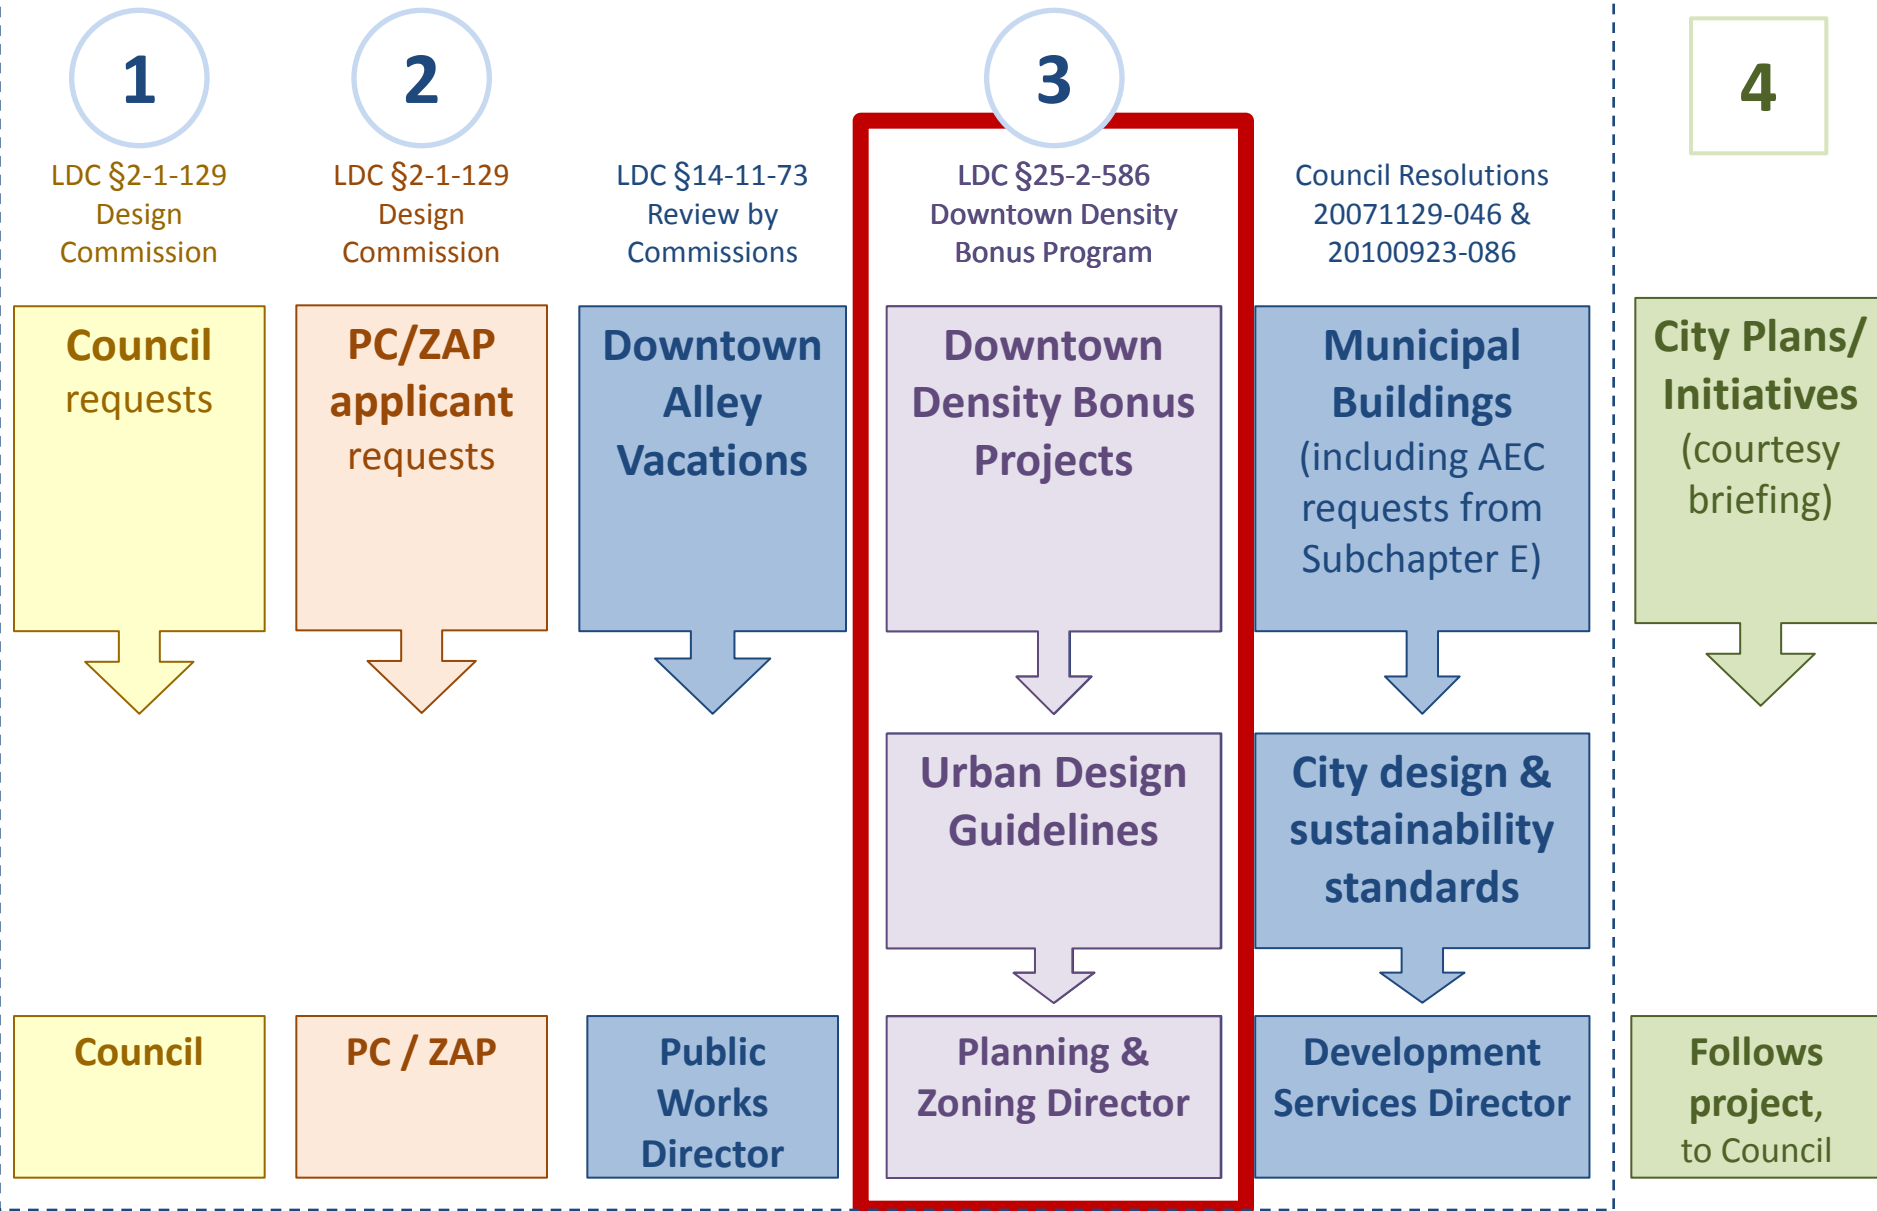 1
2
3
4
LDC §2-1-129
Design
Commission
LDC §2-1-129
Design
Commission
LDC §14-11-73
Review by
Commissions
LDC §25-2-586
Downtown Density
Bonus Program
Council Resolutions
20071129-046 &
20100923-086
Council
requests
PC/ZAP
applicant
requests
Downtown
Alley
Vacations
Downtown
Density Bonus
Projects
Municipal
Buildings
(including AEC
requests from
Subchapter E)
City Plans/
Initiatives
(courtesy
briefing)
Urban Design
Guidelines
City design &
sustainability
standards
Council
PC / ZAP
Public
Works
Director
Planning &
Zoning Director
Development
Services Director
Follows
project,
to Council